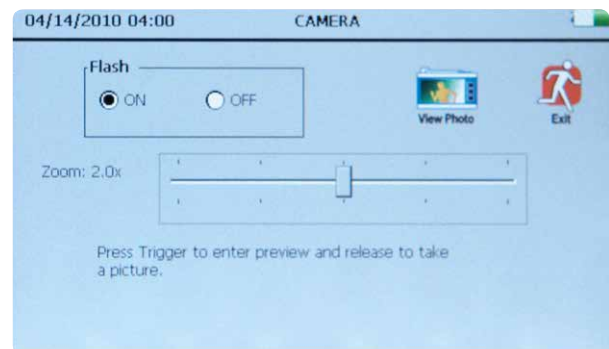 04/14/2010 04:00 CAMERA
Flash
ON OFF
View Photo
Exit
Zoom: 2.0x
Press Trigger to enter preview and release to take
a picture.